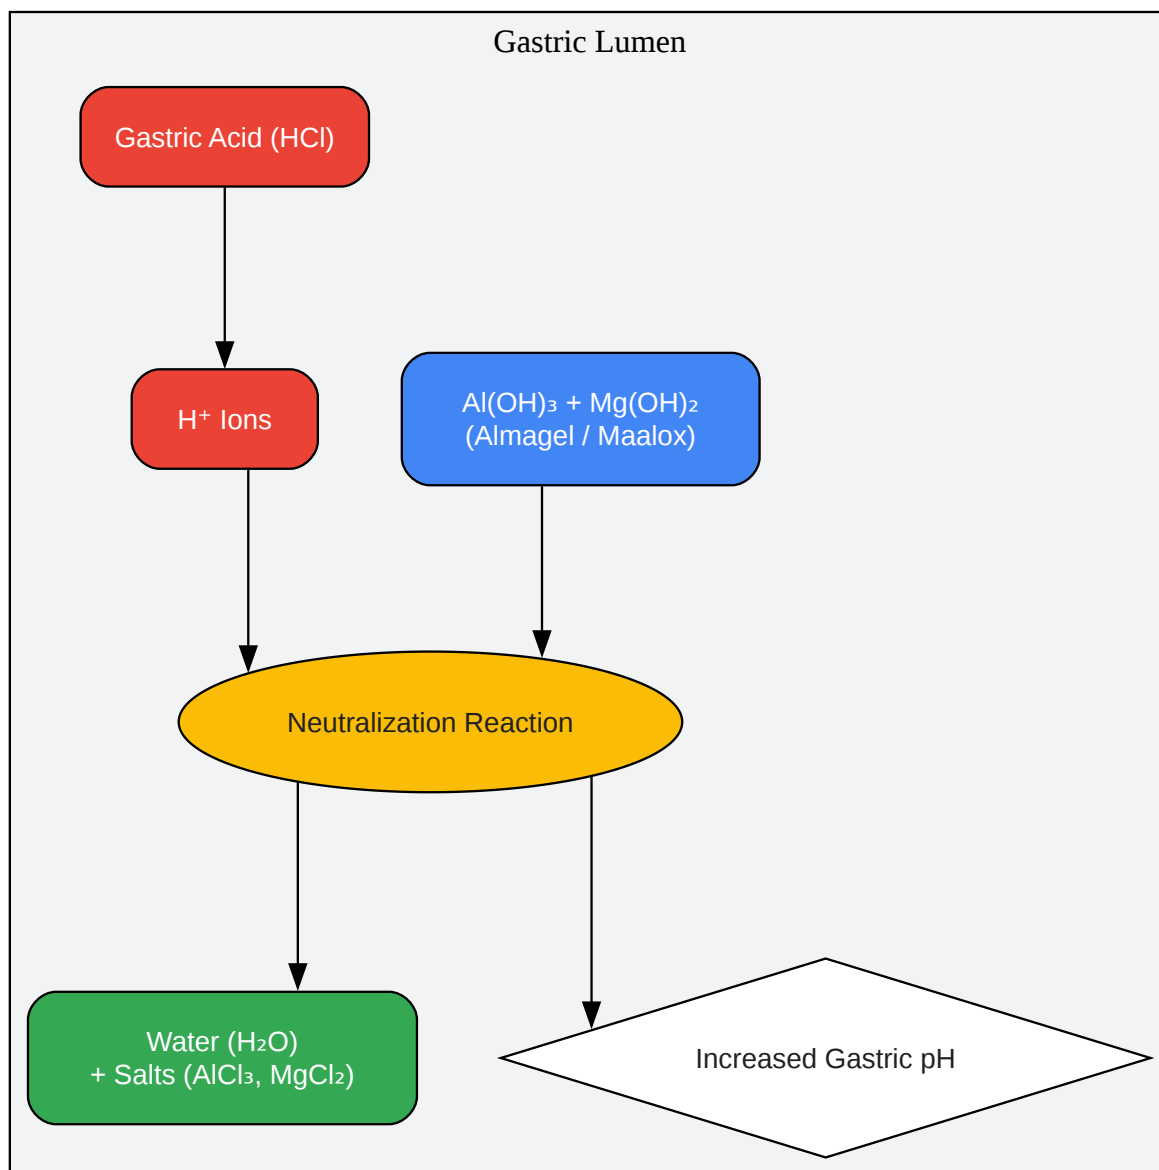 Gastric Lumen
Gastric Acid (HCl)
H⁺ Ions
Al(OH)₃ + Mg(OH)₂
(Almagel / Maalox)
Neutralization Reaction
Water (H₂O)
+ Salts (AlCl₃, MgCl₂)
Increased Gastric pH